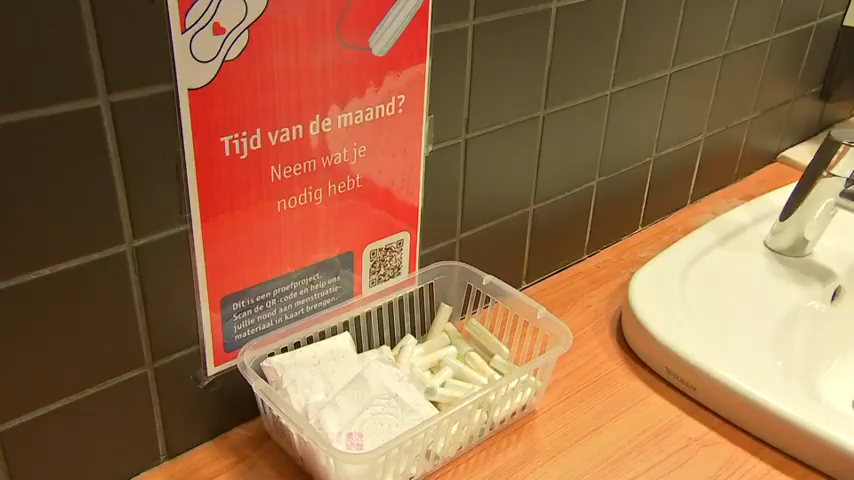 Tijd van de maand?
Neem wat je
nodig hebt
Dit is een proefproject.
Scan de QR-code en help ons
jullie nood aan menstruatie-
materiaal in kaart brengen.